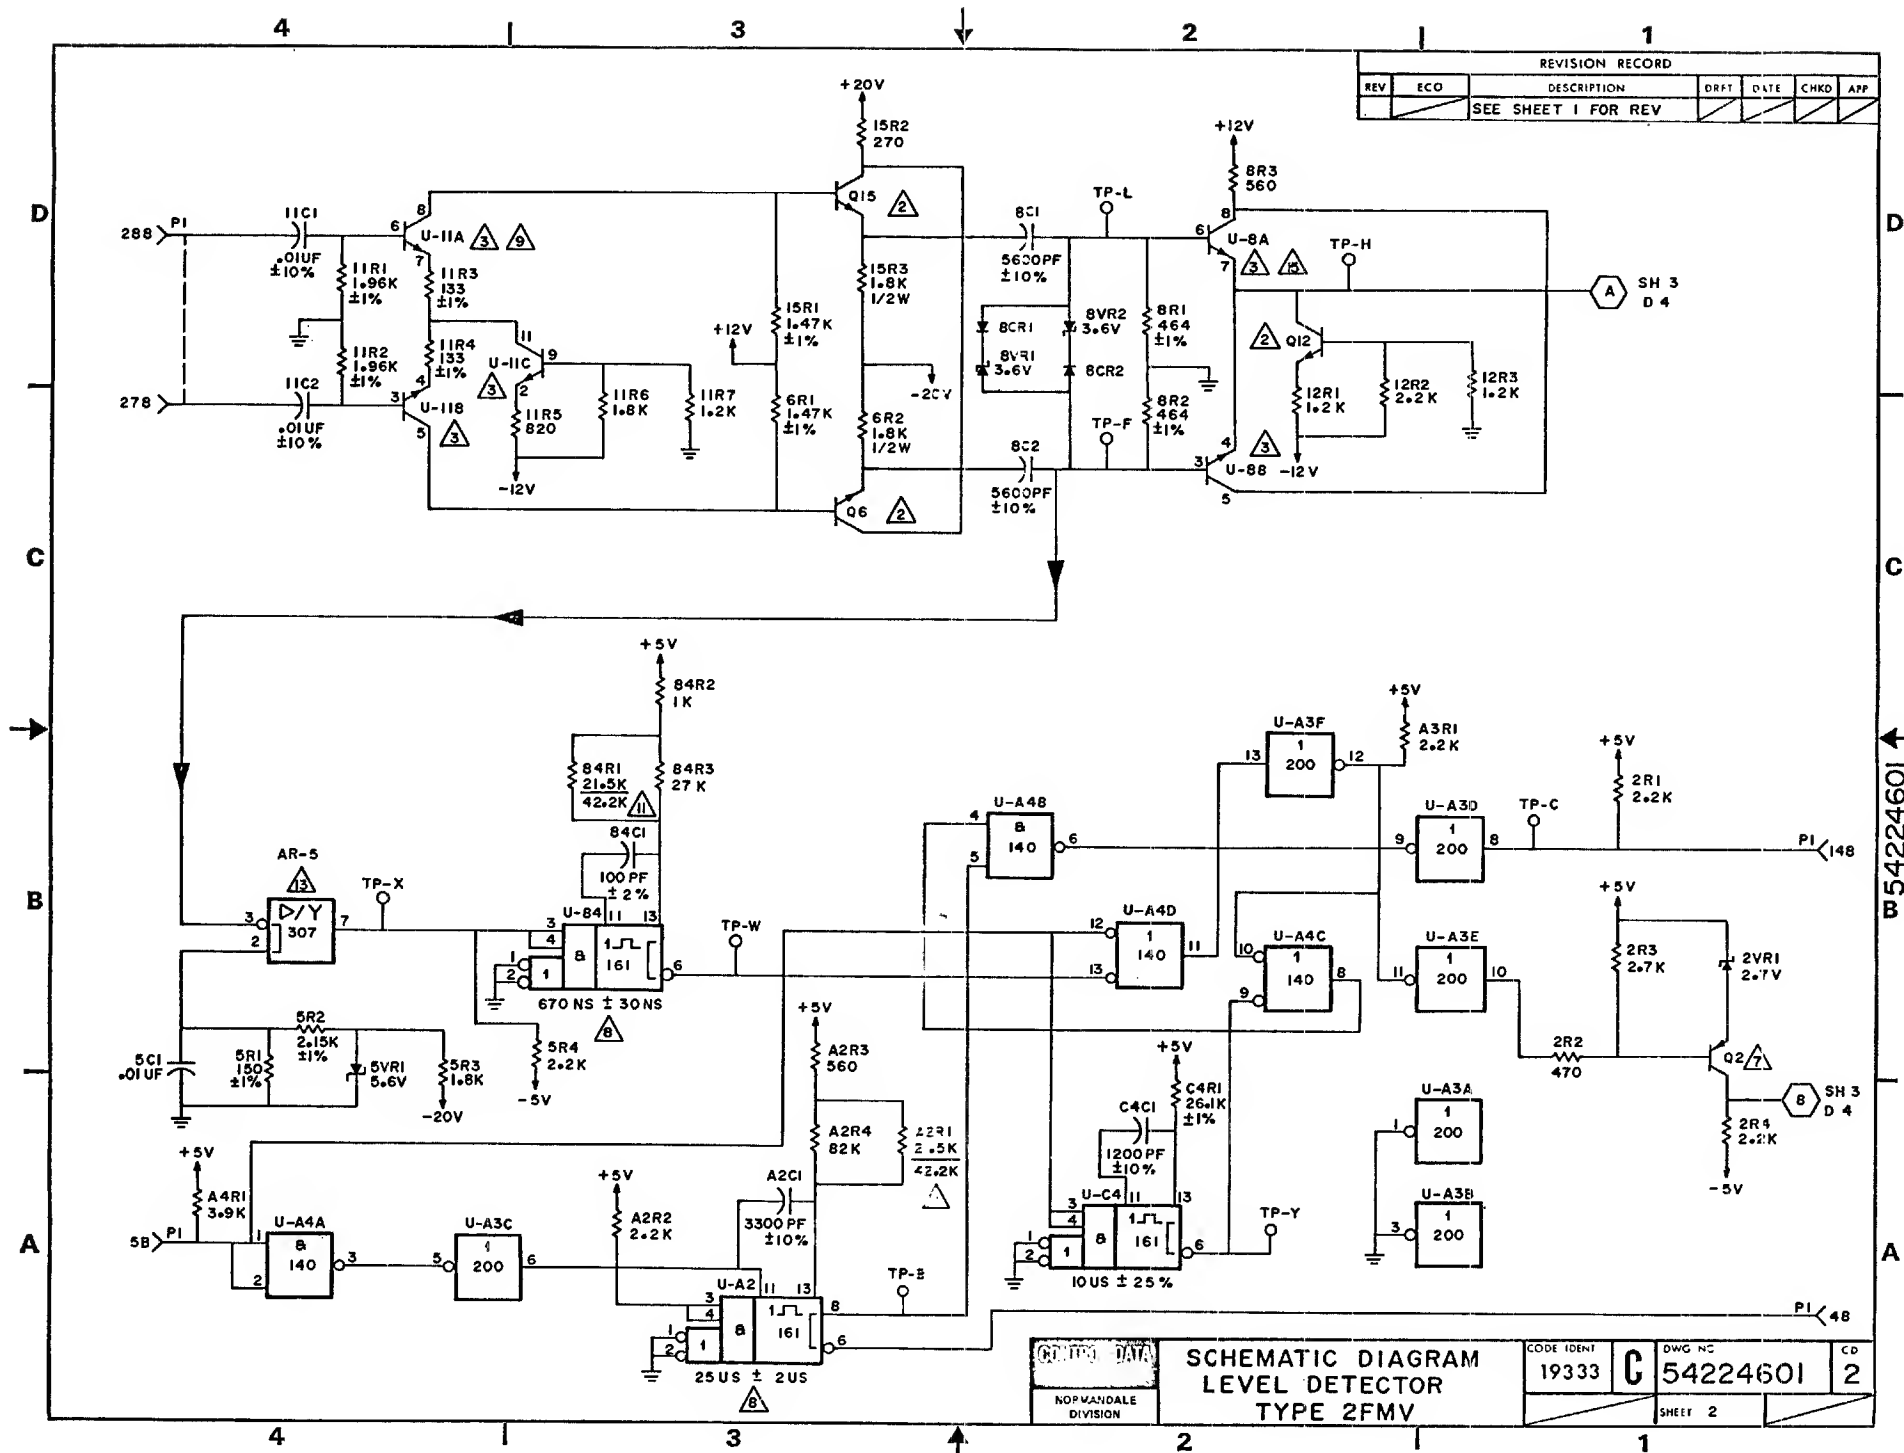 4 3 2 1
REVISION RECORD
REV ECO DESCRIPTION DRFT DATE CHKD APP
SEE SHEET 1 FOR REV
D
+20V
15R2
270
+12V
8R3
560
288 P1
11C1
.01UF
±10%
6
8
U-11A
3
9
7
Q15
2
8C1
5600PF
±10%
TP-L
6
8
U-8A
3
15
7
TP-H
A
SH 3
D 4
D
11R1
1.96K
±1%
11R3
133
±1%
15R1
1.47K
±1%
15R3
1.8K
1/2W
+12V
8CR1
8VR2
3.6V
8R1
464
±1%
2
Q12
11R2
1.96K
±1%
11R4
133
±1%
11
U-11C
9
3
2
8VR1
3.6V
8CR2
-20V
278
11C2
.01UF
±10%
3
4
U-11B
3
5
11R5
820
11R6
1.8K
11R7
1.2K
6R1
1.47K
±1%
6R2
1.8K
1/2W
TP-F
8R2
464
±1%
12R1
1.2K
12R2
2.2K
12R3
1.2K
-12V
8C2
5600PF
±10%
3
4
U-8B
3
5
-12V
Q6
2
C
C
+5V
84R2
1K
84R1
21.5K
42.2K
11
84R3
27K
84C1
100PF
±2%
U-A3F
1
200
13
12
+5V
A3R1
2.2K
+5V
2R1
2.2K
54224601
U-A4B
&
140
4
5
6
U-A3D
1
200
9
8
TP-C
P1
148
B
AR-5
13
▷/Y
307
3
2
7
TP-X
U-84
11
13
3
4
&
161
1
2
1
6
670 NS ± 30 NS
8
TP-W
U-A4D
1
140
12
13
11
U-A4C
1
140
10
9
8
U-A3E
1
200
11
10
+5V
2R3
2.7K
2VR1
2.7V
B
5C1
.01UF
5R1
150
±1%
5R2
2.15K
±1%
5VR1
5.6V
5R3
1.8K
-20V
5R4
2.2K
-5V
+5V
A2R3
560
+5V
C4R1
26.1K
±1%
2R2
470
Q2
7
8
SH 3
D 4
2R4
2.2K
-5V
C4C1
1200PF
±10%
U-A3A
1
200
1
+5V
A4R1
3.9K
+5V
A2R2
2.2K
A2C1
3300PF
±10%
A2R4
82K
42.2K
A
5B P1
U-A4A
&
140
1
2
3
U-A3C
1
200
5
6
U-A2
11
13
3
4
&
161
1
2
1
8
6
25 US ± 2US
8
U-C4
11
13
3
4
&
161
1
2
1
6
10US ± 25%
TP-Y
U-A3B
1
200
3
A
P1
48
CONTROL DATA
NORMANDALE
DIVISION
SCHEMATIC DIAGRAM
LEVEL DETECTOR
TYPE 2FMV
CODE IDENT
19333
C
DWG NO
54224601
CD
2
SHEET 2
4 3 2 1